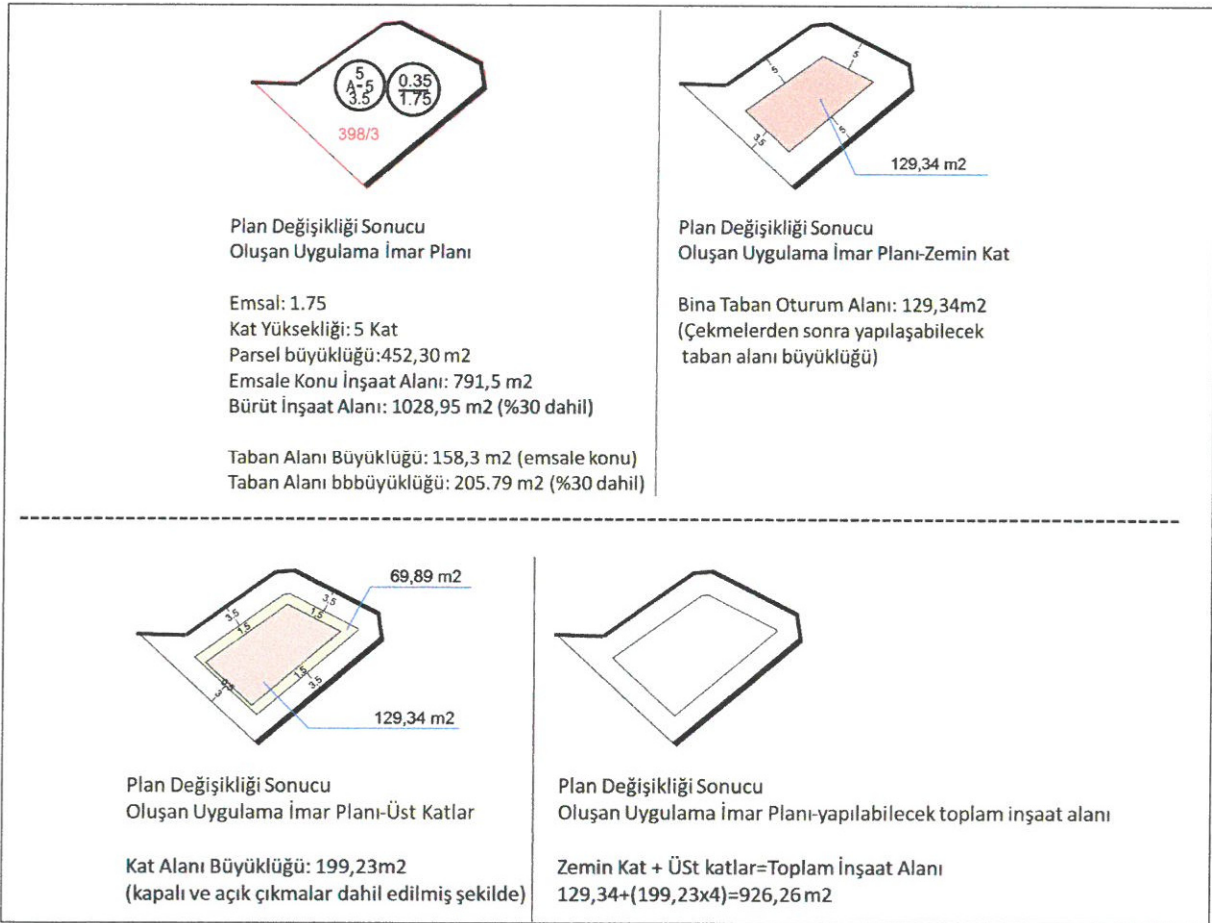 5
A-5
3.5
0.35
1.75
398/3
Plan Değişikliği Sonucu
Oluşan Uygulama İmar Planı
Emsal: 1.75
Kat Yüksekliği: 5 Kat
Parsel büyüklüğü:452,30 m2
Emsale Konu İnşaat Alanı: 791,5 m2
Bürüt İnşaat Alanı: 1028,95 m2 (%30 dahil)
Taban Alanı Büyüklüğü: 158,3 m2 (emsale konu)
Taban Alanı bbbüyüklüğü: 205.79 m2 (%30 dahil)
5
5
5
3.5
129,34 m2
Plan Değişikliği Sonucu
Oluşan Uygulama İmar Planı-Zemin Kat
Bina Taban Oturum Alanı: 129,34m2
(Çekmelerden sonra yapılaşabilecek
taban alanı büyüklüğü)
69,89 m2
3.5
1.5
3.5
1.5
1.5
3.5
0.5
3
129,34 m2
Plan Değişikliği Sonucu
Oluşan Uygulama İmar Planı-Üst Katlar
Kat Alanı Büyüklüğü: 199,23m2
(kapalı ve açık çıkmalar dahil edilmiş şekilde)
Plan Değişikliği Sonucu
Oluşan Uygulama İmar Planı-yapılabilecek toplam inşaat alanı
Zemin Kat + ÜSt katlar=Toplam İnşaat Alanı
129,34+(199,23x4)=926,26 m2